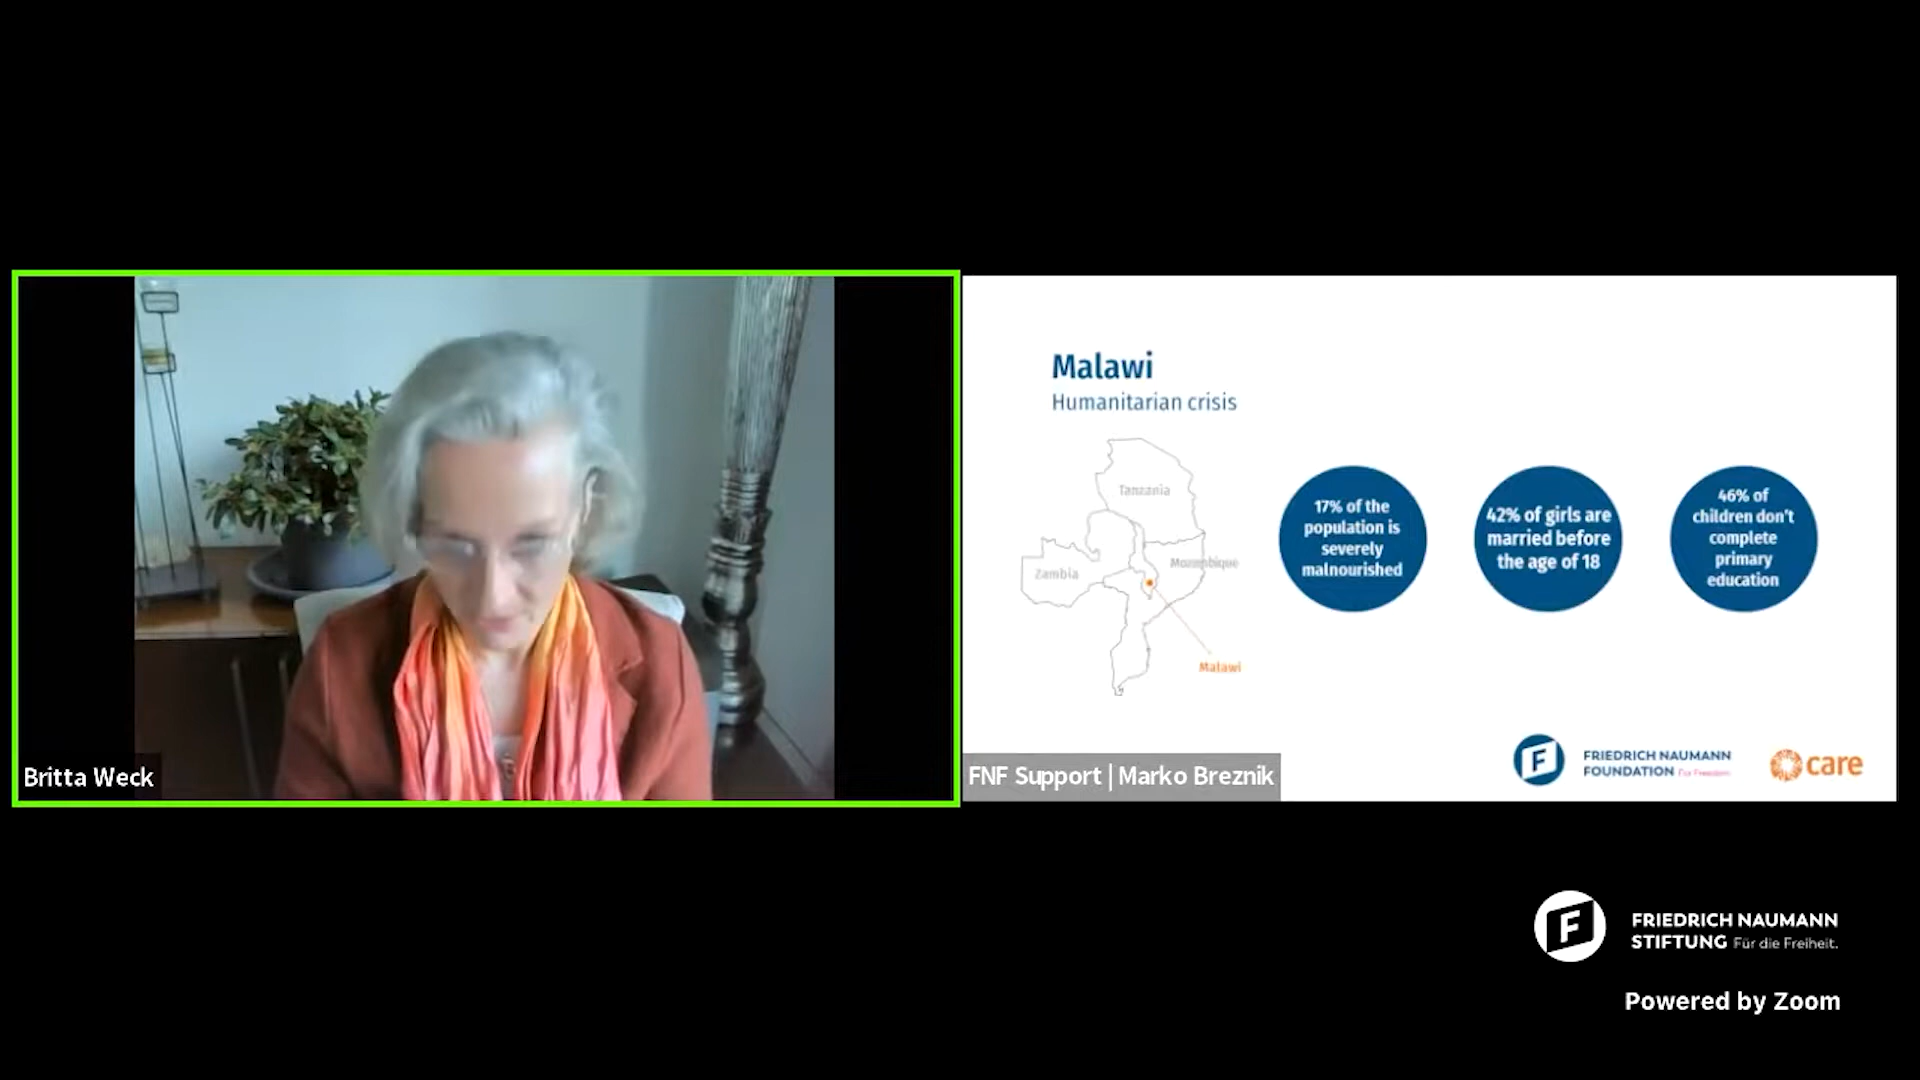 Britta Weck
Malawi
Humanitarian crisis
Tanzania
Zambia
Mozambique
Malawi
17% of the
population is
severely
malnourished
42% of girls are
married before
the age of 18
46% of
children don't
complete
primary
education
FNF Support | Marko Breznik
FRIEDRICH NAUMANN
FOUNDATION For Freedom.
care
FRIEDRICH NAUMANN
STIFTUNG Für die Freiheit.
Powered by Zoom